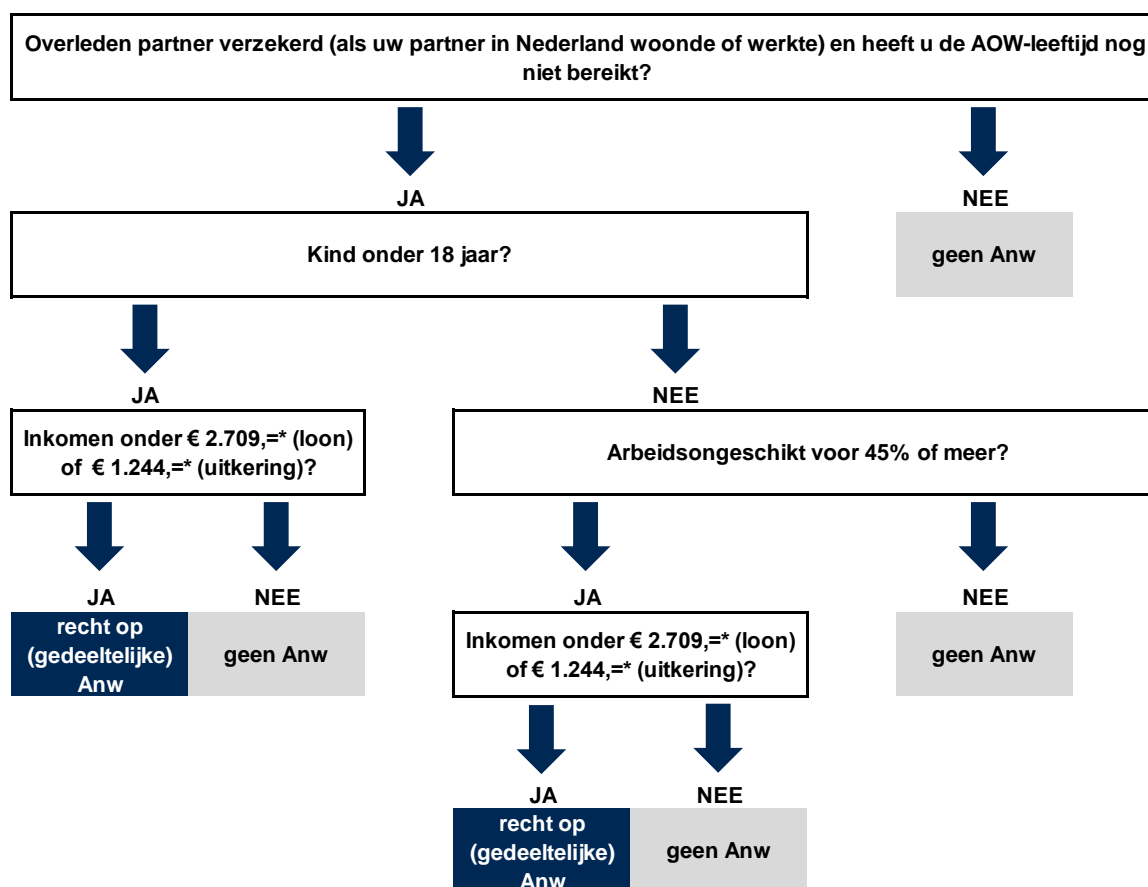 Overleden partner verzekerd (als uw partner in Nederland woonde of werkte) en heeft u de AOW-leeftijd nog
niet bereikt?
JA
NEE
Kind onder 18 jaar?
geen Anw
JA
NEE
Inkomen onder € 2.709,=* (loon)
of € 1.244,=* (uitkering)?
Arbeidsongeschikt voor 45% of meer?
JA
NEE
JA
NEE
recht op
(gedeeltelijke)
Anw
geen Anw
Inkomen onder € 2.709,=* (loon)
of € 1.244,=* (uitkering)?
geen Anw
JA
NEE
recht op
(gedeeltelijke)
Anw
geen Anw